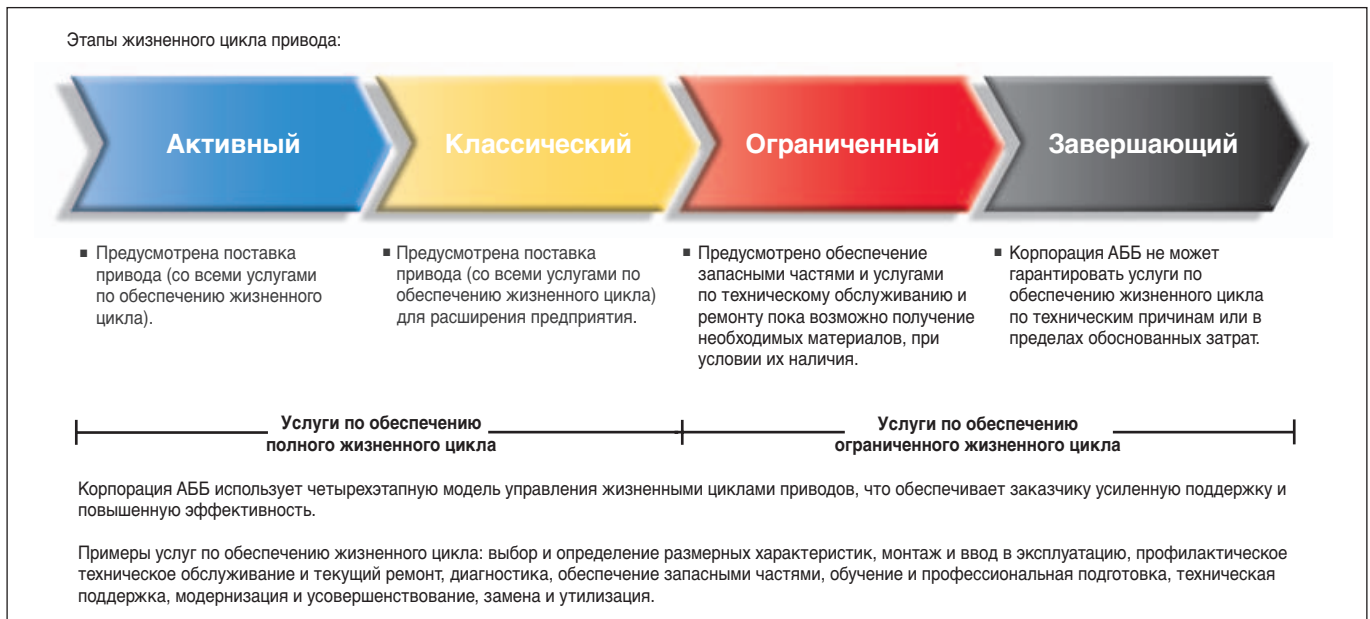 Этапы жизненного цикла привода:
Активный
Классический
Ограниченный
Завершающий
■ Предусмотрена поставка
привода (со всеми услугами
по обеспечению жизненного
цикла).
■ Предусмотрена поставка
привода (со всеми услугами по
обеспечению жизненного цикла)
для расширения предприятия.
■ Предусмотрено обеспечение
запасными частями и услугами
по техническому обслуживанию и
ремонту пока возможно получение
необходимых материалов, при
условии их наличия.
■ Корпорация АББ не может
гарантировать услуги по
обеспечению жизненного цикла
по техническим причинам или в
пределах обоснованных затрат.
Услуги по обеспечению
полного жизненного цикла
Услуги по обеспечению
ограниченного жизненного цикла
Корпорация АББ использует четырехэтапную модель управления жизненными циклами приводов, что обеспечивает заказчику усиленную поддержку и
повышенную эффективность.
Примеры услуг по обеспечению жизненного цикла: выбор и определение размерных характеристик, монтаж и ввод в эксплуатацию, профилактическое
техническое обслуживание и текущий ремонт, диагностика, обеспечение запасными частями, обучение и профессиональная подготовка, техническая
поддержка, модернизация и усовершенствование, замена и утилизация.